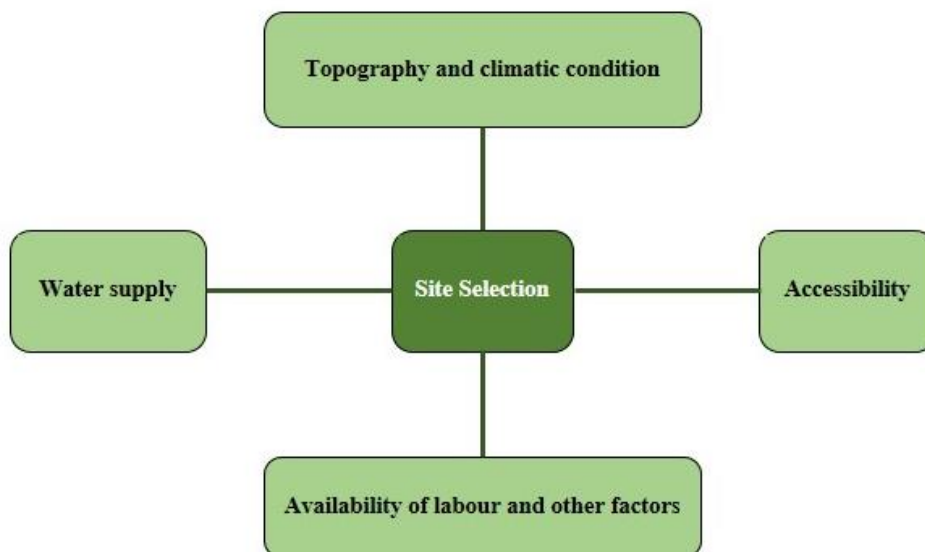 Topography and climatic condition
Water supply
Site Selection
Accessibility
Availability of labour and other factors